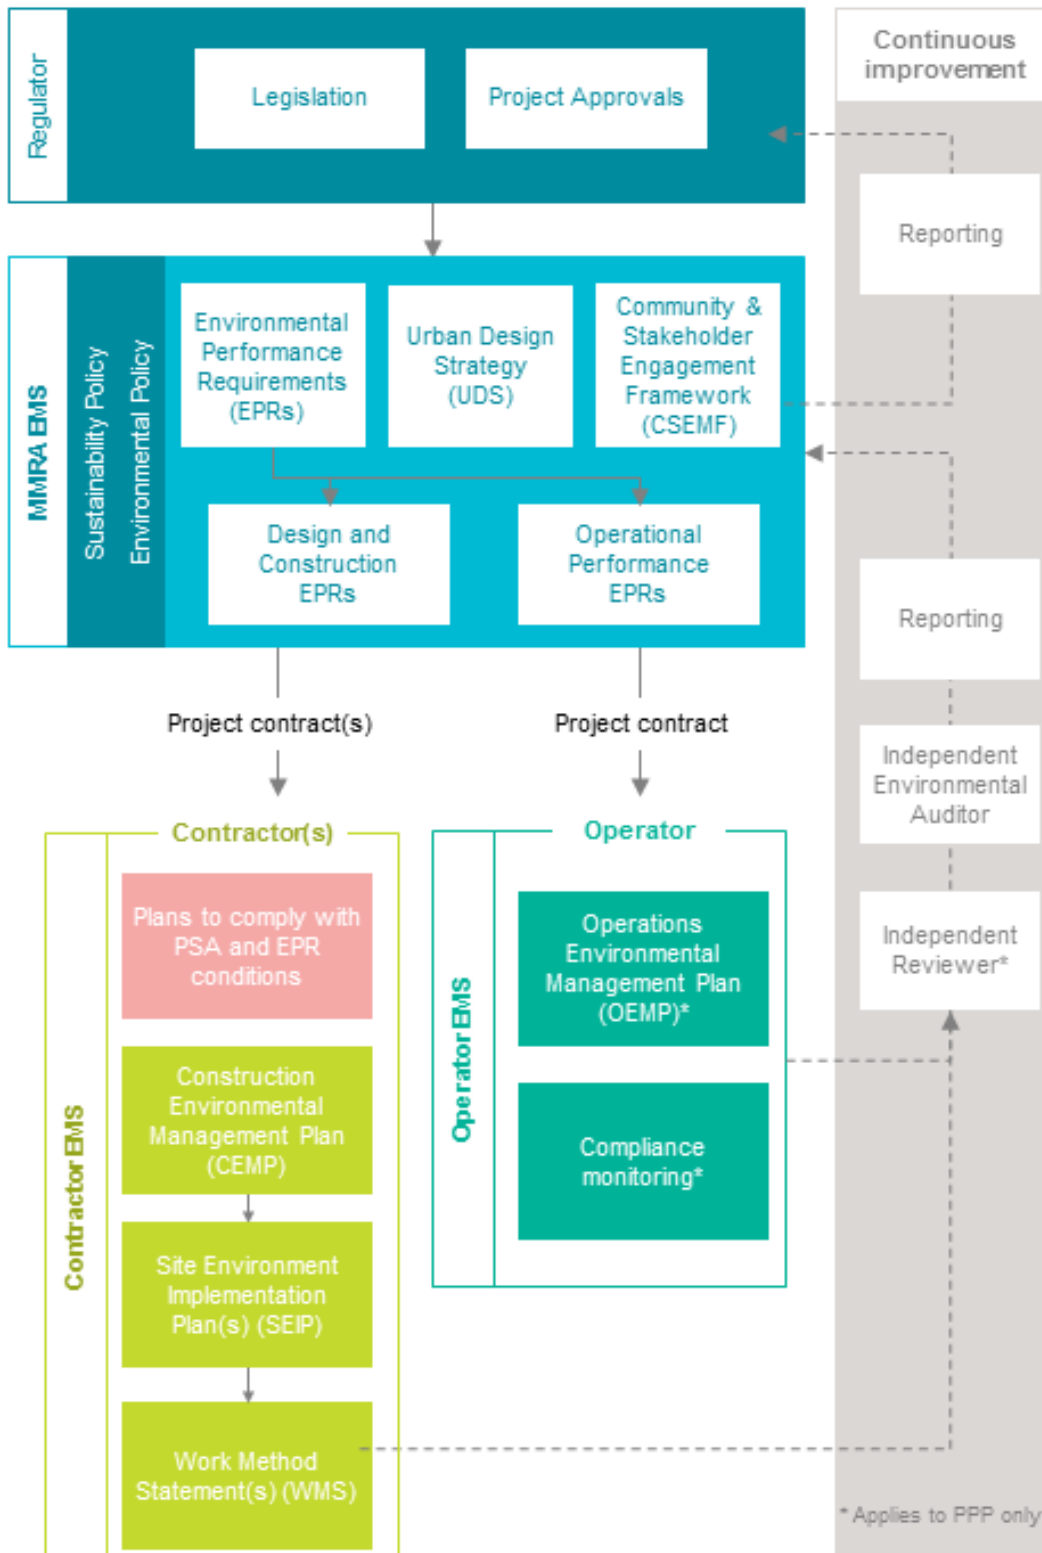 Regulator
Legislation
Project Approvals
Continuous
improvement
Reporting
MMRA EMS
Sustainability Policy
Environmental Policy
Environmental
Performance
Requirements
(EPRs)
Urban Design
Strategy
(UDS)
Community &
Stakeholder
Engagement
Framework
(CSEMF)
Design and
Construction
EPRs
Operational
Performance
EPRs
Reporting
Project contract(s)
Project contract
Independent
Environmental
Auditor
Contractor(s)
Operator
Contractor EMS
Plans to comply with
PSA and EPR
conditions
Operator EMS
Operations
Environmental
Management Plan
(OEMP)*
Independent
Reviewer*
Construction
Environmental
Management Plan
(CEMP)
Compliance
monitoring*
Site Environment
Implementation
Plan(s) (SEIP)
Work Method
Statement(s) (WMS)
* Applies to PPP only